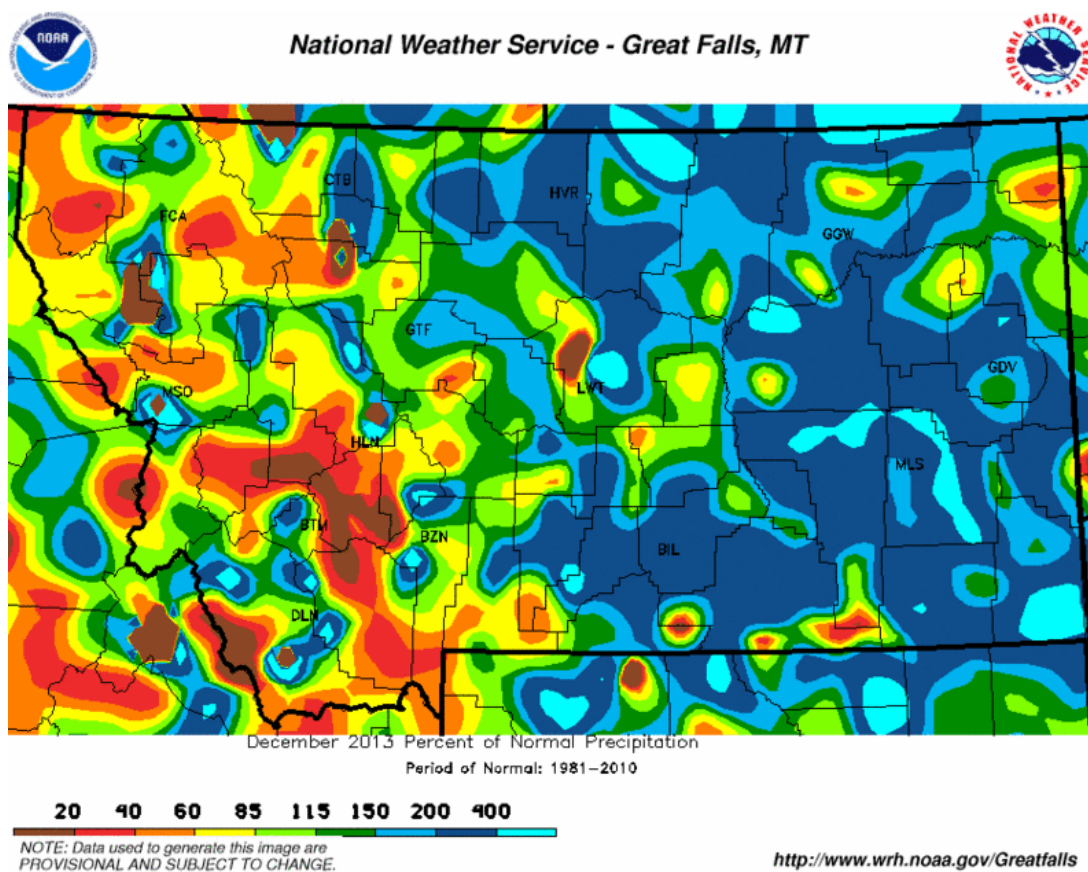 NOAA
National Weather Service - Great Falls, MT
NATIONAL WEATHER SERVICE
CTB
HVR
FCA
GGW
GTF
GDV
LWT
MSO
HLN
MLS
BTM
BZN
BIL
DLN
December 2013 Percent of Normal Precipitation
Period of Normal: 1981-2010
20 40 60 85 115 150 200 400
NOTE: Data used to generate this image are
PROVISIONAL AND SUBJECT TO CHANGE.
http://www.wrh.noaa.gov/Greatfalls